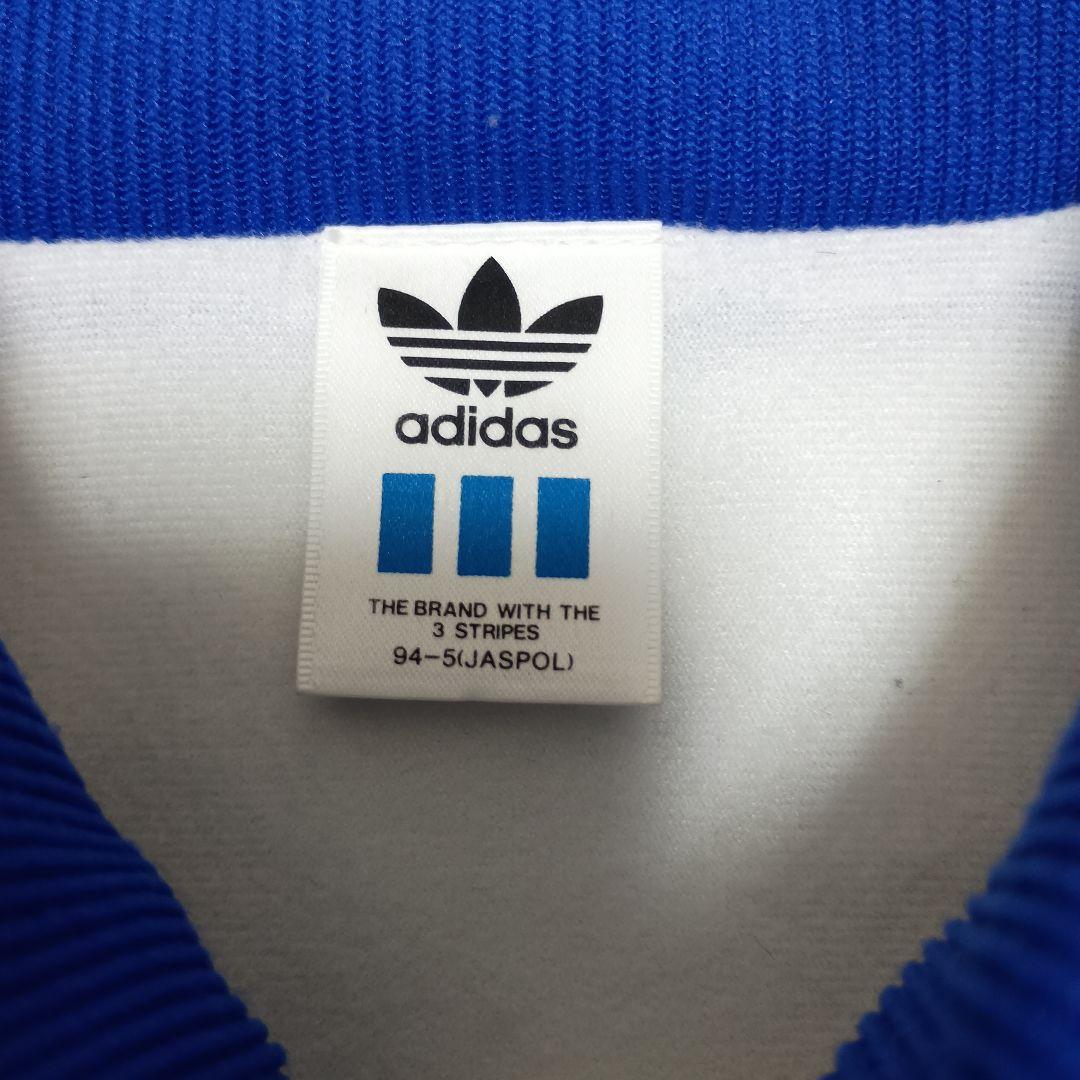 adidas
THE BRAND WITH THE
3 STRIPES
94-5(JASPOL)